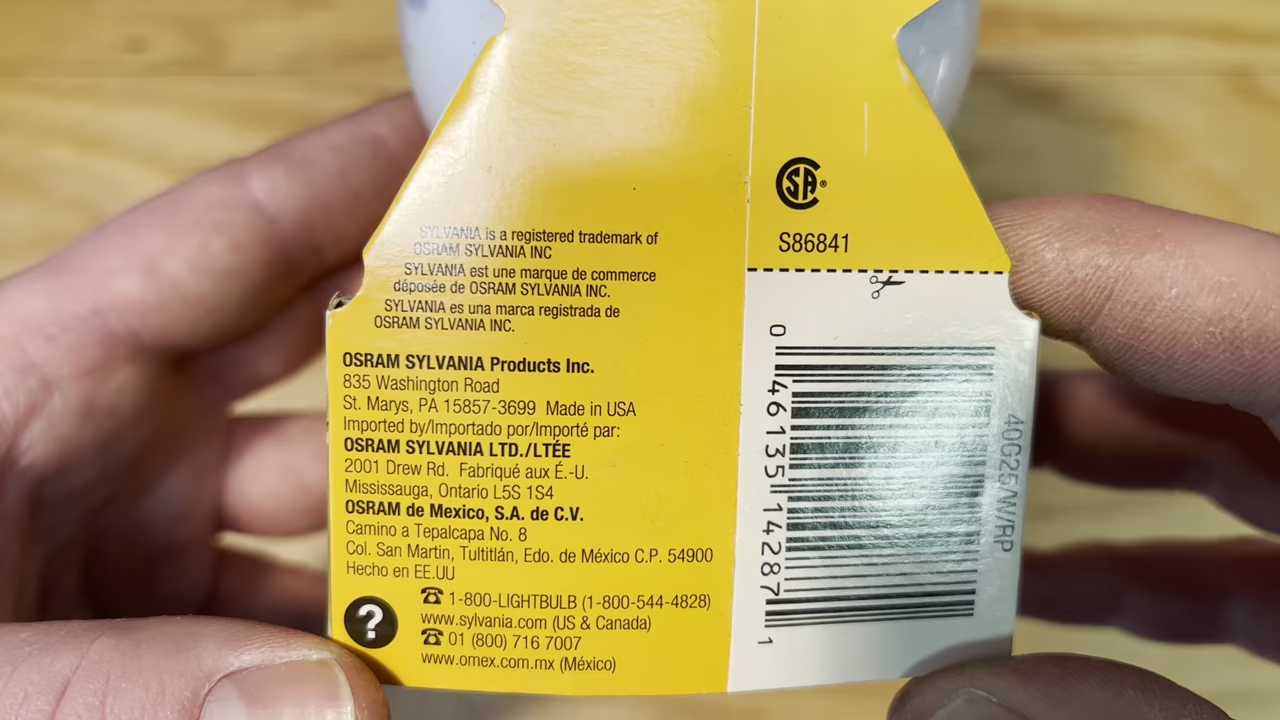 SYLVANIA is a registered trademark of
OSRAM SYLVANIA INC
SYLVANIA est une marque de commerce
déposée de OSRAM SYLVANIA INC.
SYLVANIA es una marca registrada de
OSRAM SYLVANIA INC.
OSRAM SYLVANIA Products Inc.
835 Washington Road
St. Marys, PA 15857-3699 Made in USA
Imported by/Importado por/Importé par:
OSRAM SYLVANIA LTD./LTÉE
2001 Drew Rd. Fabriqué aux É.-U.
Mississauga, Ontario L5S 1S4
OSRAM de Mexico, S.A. de C.V.
Camino a Tepalcapa No. 8
Col. San Martin, Tultitlán, Edo. de México C.P. 54900
Hecho en EE.UU
? ☎ 1-800-LIGHTBULB (1-800-544-4828)
www.sylvania.com (US & Canada)
☎ 01 (800) 716 7007
www.omex.com.mx (México)
CSA®
S86841
0 46135 14287 1
40G25/W/RP